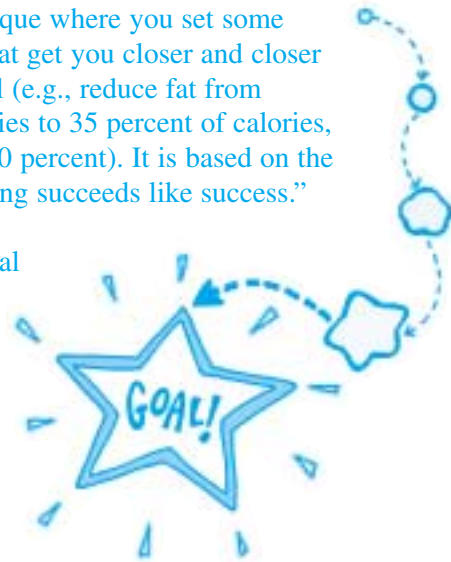 que where you set some
at get you closer and closer
l (e.g., reduce fat from
ies to 35 percent of calories,
0 percent). It is based on the
ng succeeds like success.”
al
GOAL!